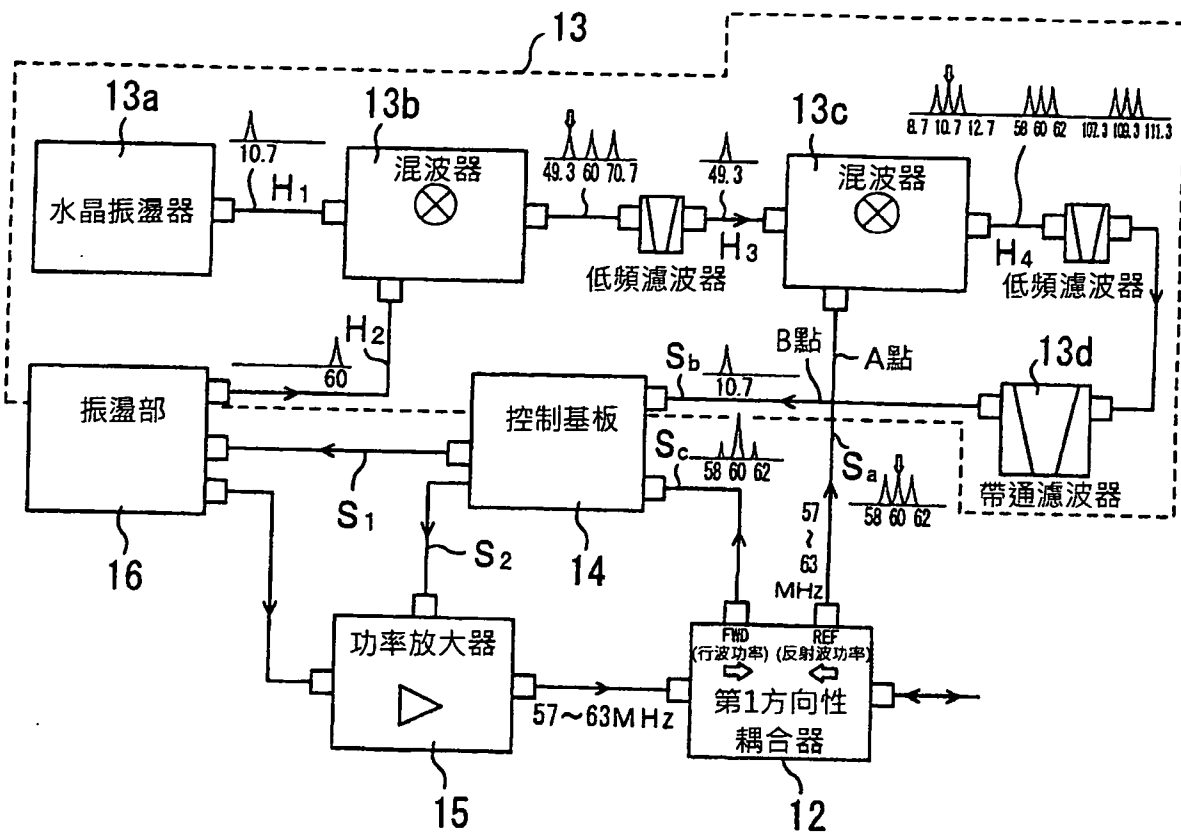 13
13a
水晶振盪器
10.7
H1
13b
混波器
49.3 60 70.7
低頻濾波器
49.3
H3
13c
混波器
8.7 10.7 12.7 58 60 62 107.3 109.3 111.3
H4
低頻濾波器
H2
60
振盪部
16
S1
控制基板
14
Sb
10.7
B點
A點
13d
帶通濾波器
Sc
58 60 62
Sa
58 60 62
57
~
63
MHz
S2
功率放大器
15
57~63MHz
FWD
(行波功率)
REF
(反射波功率)
第1方向性
耦合器
12